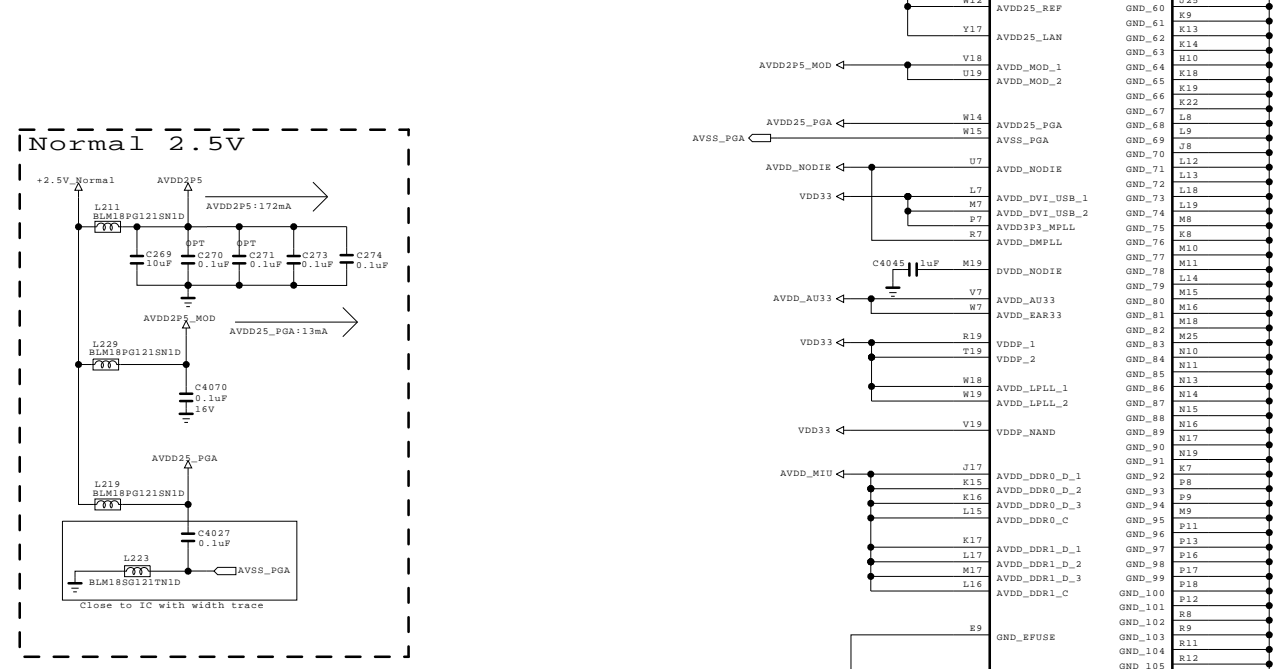 Normal 2.5V
+2.5V_Normal
AVDD2P5
AVDD2P5:172mA
L211
BLM18PG121SN1D
OPT
OPT
C269
10uF
C270
0.1uF
C271
0.1uF
C273
0.1uF
C274
0.1uF
AVDD2P5_MOD
AVDD25_PGA:13mA
L229
BLM18PG121SN1D
C4070
0.1uF
16V
AVDD25_PGA
L219
BLM18PG121SN1D
C4027
0.1uF
L223
BLM18SG121TN1D
AVSS_PGA
Close to IC with width trace
W12 AVDD25_REF
Y17 AVDD25_LAN
AVDD2P5_MOD
V18 AVDD_MOD_1
U19 AVDD_MOD_2
AVDD25_PGA
W14 AVDD25_PGA
AVSS_PGA
W15 AVSS_PGA
AVDD_NODIE
U7 AVDD_NODIE
VDD33
L7 AVDD_DVI_USB_1
M7 AVDD_DVI_USB_2
P7 AVDD3P3_MPLL
R7 AVDD_DMPLL
C4045 1uF
M19 DVDD_NODIE
AVDD_AU33
V7 AVDD_AU33
W7 AVDD_EAR33
VDD33
R19 VDDP_1
T19 VDDP_2
W18 AVDD_LPLL_1
W19 AVDD_LPLL_2
VDD33
V19 VDDP_NAND
AVDD_MIU
J17 AVDD_DDR0_D_1
K15 AVDD_DDR0_D_2
K16 AVDD_DDR0_D_3
L15 AVDD_DDR0_C
K17 AVDD_DDR1_D_1
L17 AVDD_DDR1_D_2
M17 AVDD_DDR1_D_3
L16 AVDD_DDR1_C
E9 GND_EFUSE
GND_60 J25
GND_61 K9
GND_62 K13
GND_63 K14
GND_64 H10
GND_65 K18
GND_66 K19
GND_67 K22
GND_68 L8
GND_69 L9
GND_70 J8
GND_71 L12
GND_72 L13
GND_73 L18
GND_74 L19
GND_75 M8
GND_76 K8
GND_77 M10
GND_78 M11
GND_79 L14
GND_80 M15
GND_81 M16
GND_82 M18
GND_83 M25
GND_84 N10
GND_85 N11
GND_86 N13
GND_87 N14
GND_88 N15
GND_89 N16
GND_90 N17
GND_91 N19
GND_92 K7
GND_93 P8
GND_94 P9
GND_95 M9
GND_96 P11
GND_97 P13
GND_98 P16
GND_99 P17
GND_100 P18
GND_101 P12
GND_102 R8
GND_103 R9
GND_104 R11
GND_105 R12